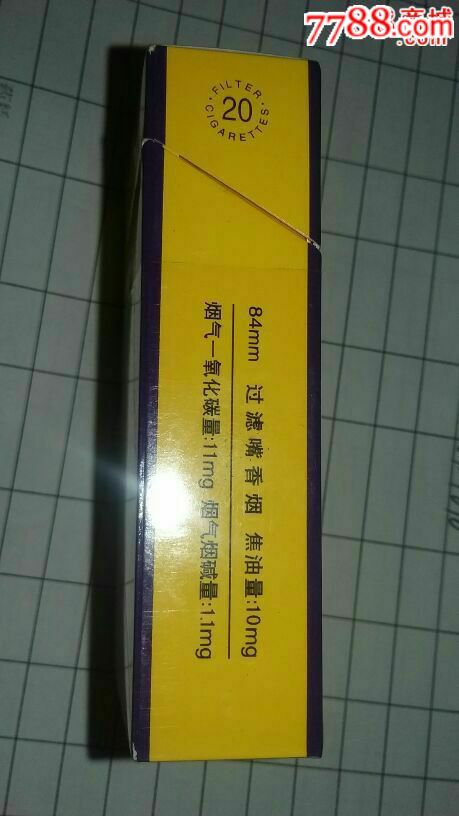 7788.com
商城
.com
·FILTER·
20
CIGARETTES
84mm 过滤嘴香烟 焦油量:10mg
烟气一氧化碳量:11mg 烟气烟碱量:1.1mg